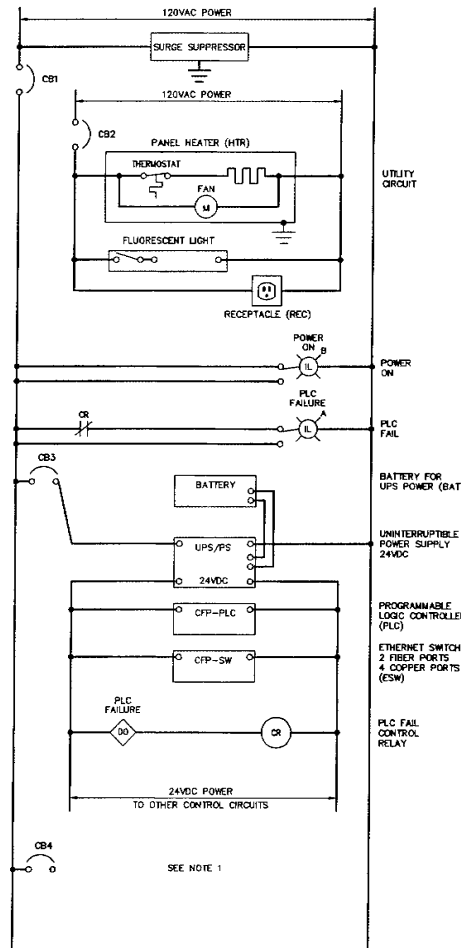 120VAC POWER
SURGE SUPPRESSOR
CB1
120VAC POWER
CB2
PANEL HEATER (HTR)
THERMOSTAT
FAN
M
UTILITY
CIRCUIT
FLUORESCENT LIGHT
RECEPTACLE (REC)
POWER
ON
B
IL
POWER
ON
PLC
FAILURE
CR
A
IL
PLC
FAIL
CB3
BATTERY
BATTERY FOR
UPS POWER (BAT
UPS/PS
UNINTERRUPTIBLE
POWER SUPPLY
24VDC
24VDC
CFP-PLC
PROGRAMMABLE
LOGIC CONTROLLE
(PLC)
CFP-SW
ETHERNET SWITCH
2 FIBER PORTS
4 COPPER PORTS
(ESW)
PLC
FAILURE
DO
CR
PLC FAIL
CONTROL
RELAY
24VDC POWER
TO OTHER CONTROL CIRCUITS
CB4
SEE NOTE 1